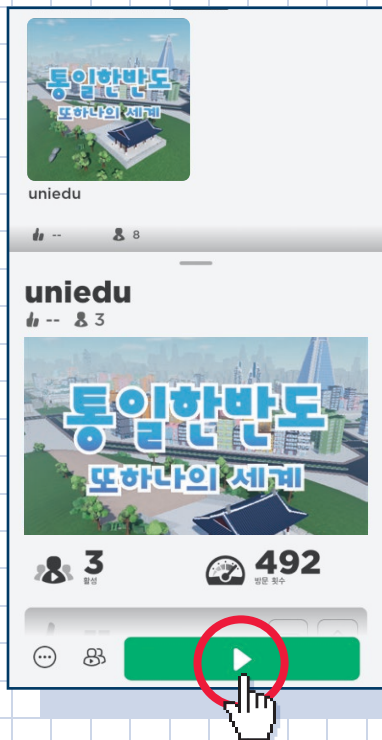 통일한반도
또하나의 세계
uniedu
-- 8
uniedu
-- 3
통일한반도
또하나의 세계
3
활성
492
방문 횟수